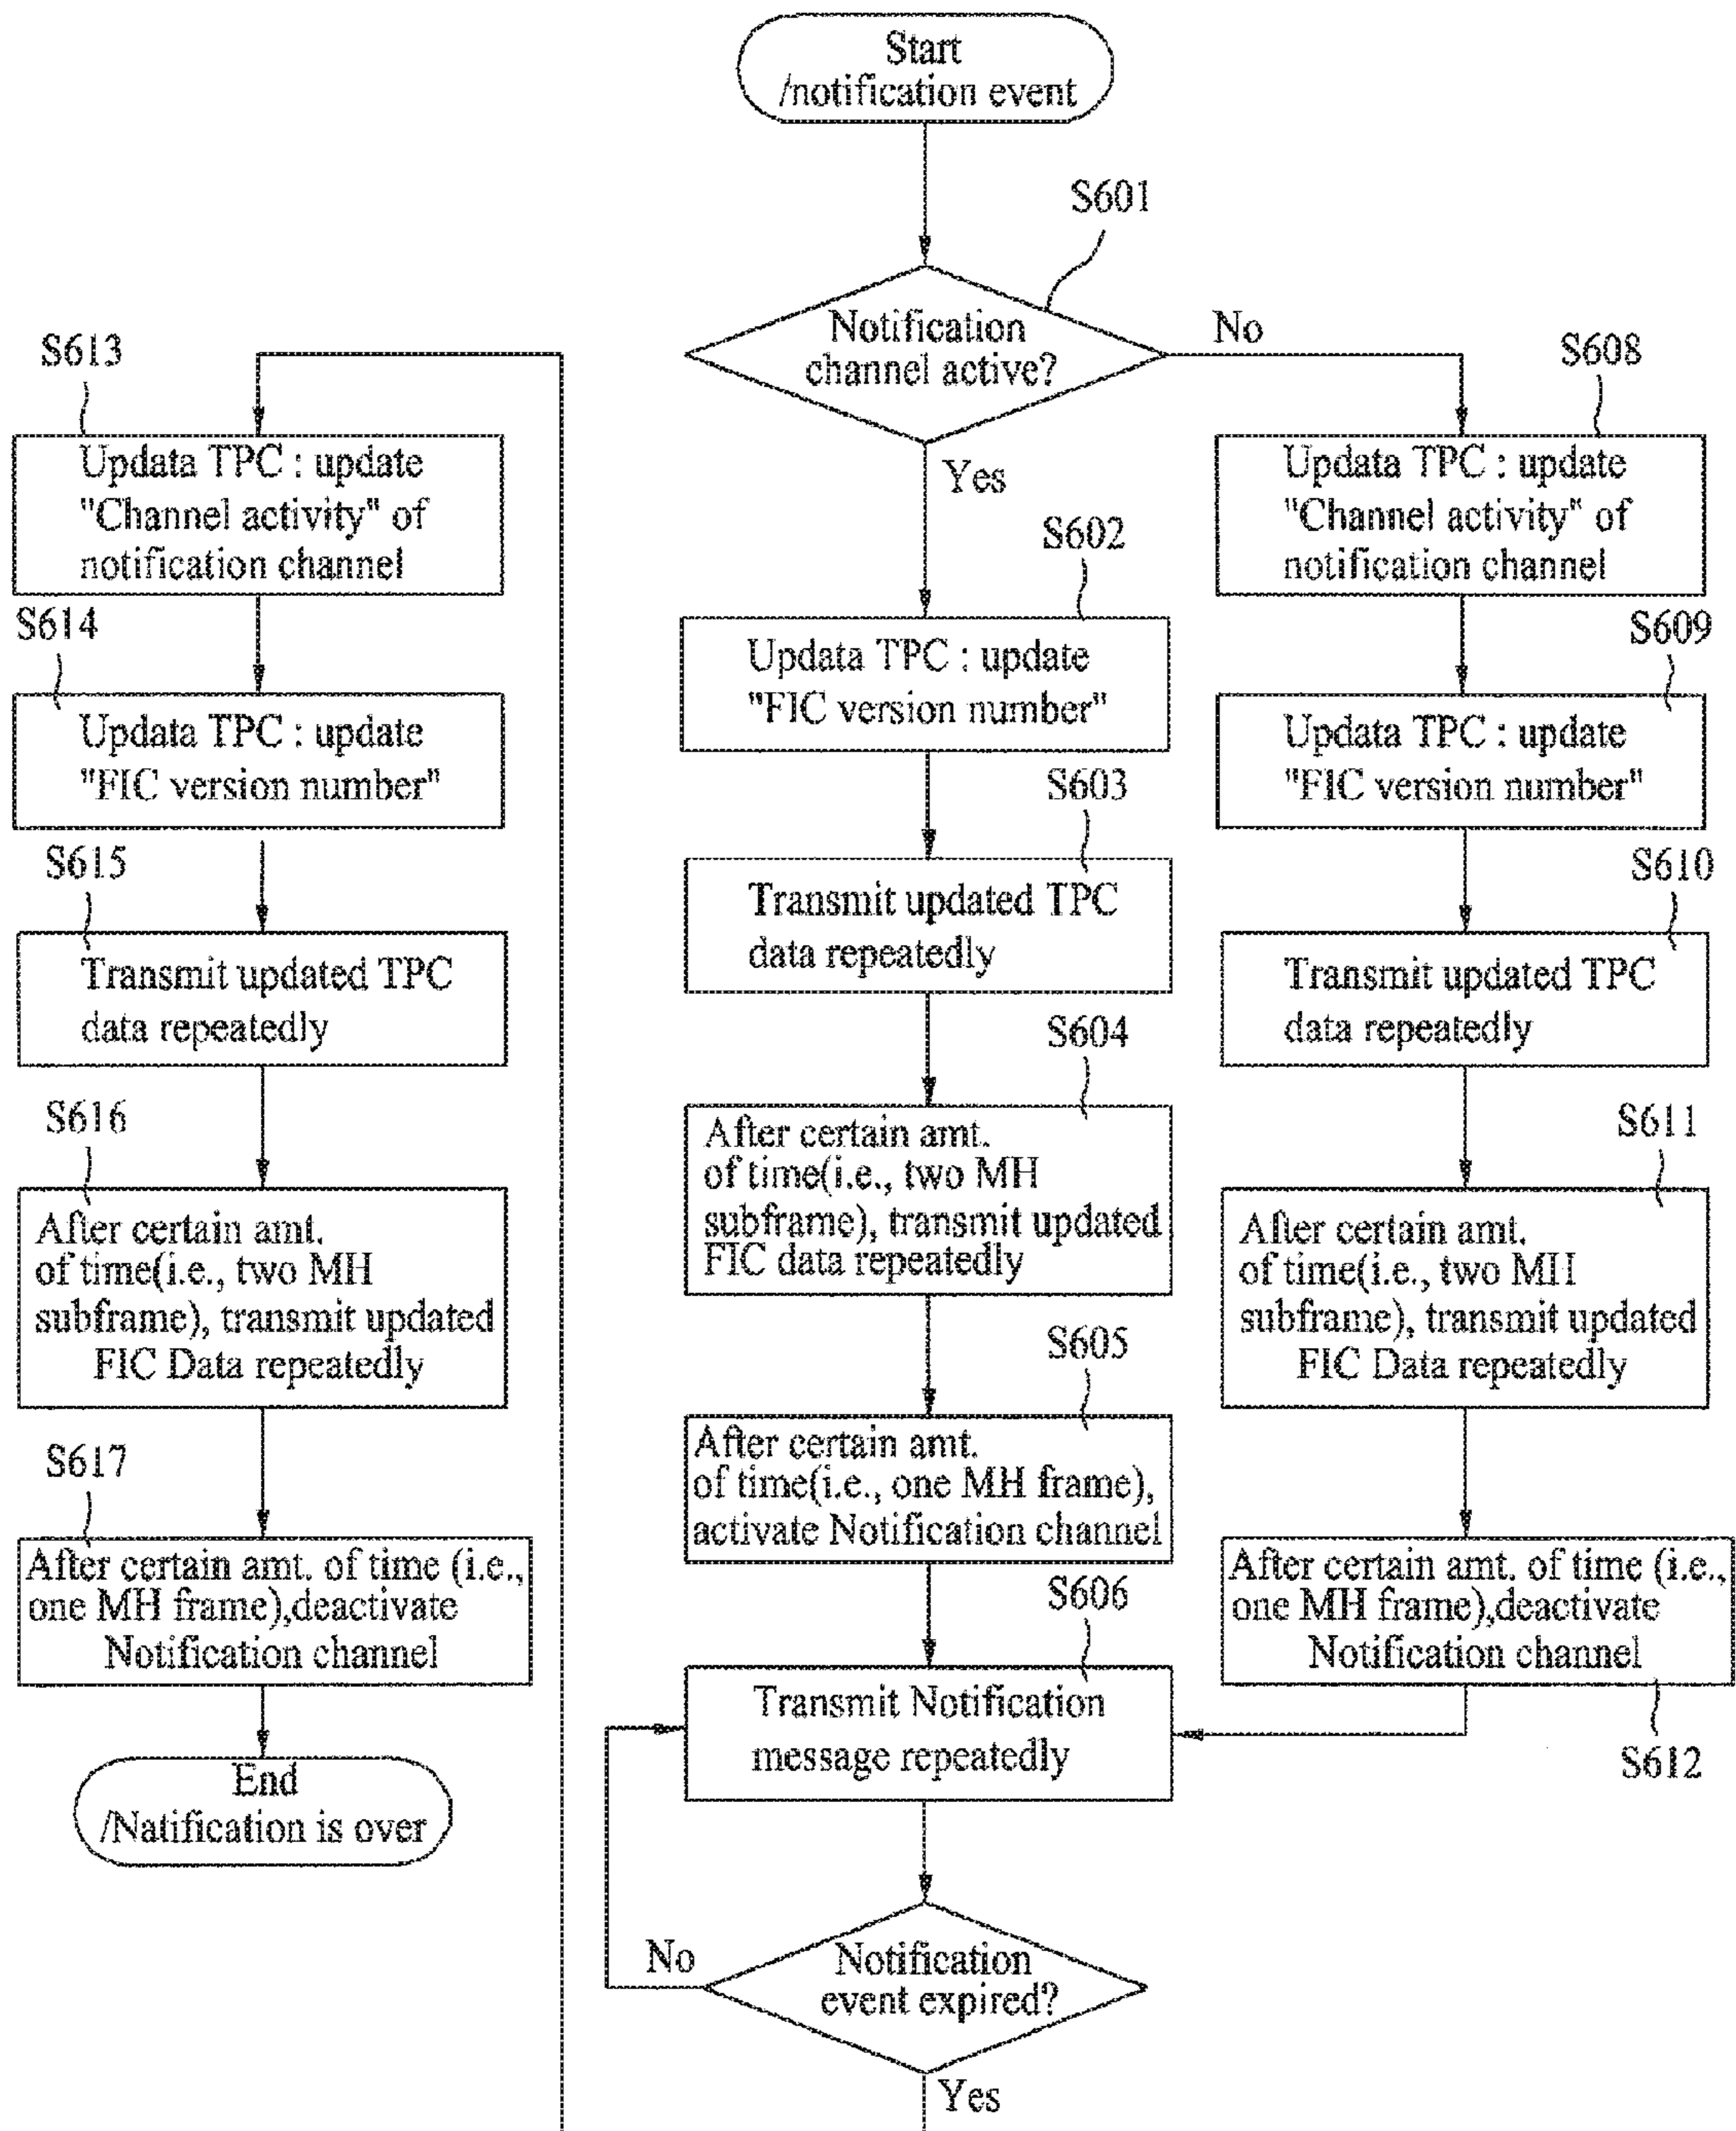 Start
/notification event
S601
Notification
channel active?
No
Yes
S613
Updata TPC : update
"Channel activity" of
notification channel
S614
Updata TPC : update
"FIC version number"
S615
Transmit updated TPC
data repeatedly
S616
After certain amt.
of time(i.e., two MH
subframe), transmit updated
FIC Data repeatedly
S617
After certain amt. of time (i.e.,
one MH frame),deactivate
Notification channel
End
/Natification is over
S602
Updata TPC : update
"FIC version number"
S603
Transmit updated TPC
data repeatedly
S604
After certain amt.
of time(i.e., two MH
subframe), transmit updated
FIC data repeatedly
S605
After certain amt.
of time(i.e., one MH frame),
activate Notification channel
S606
Transmit Notification
message repeatedly
No
Notification
event expired?
Yes
S608
Updata TPC : update
"Channel activity" of
notification channel
S609
Updata TPC : update
"FIC version number"
S610
Transmit updated TPC
data repeatedly
S611
After certain amt.
of time(i.e., two MH
subframe), transmit updated
FIC Data repeatedly
After certain amt. of time (i.e.,
one MH frame),deactivate
Notification channel
S612